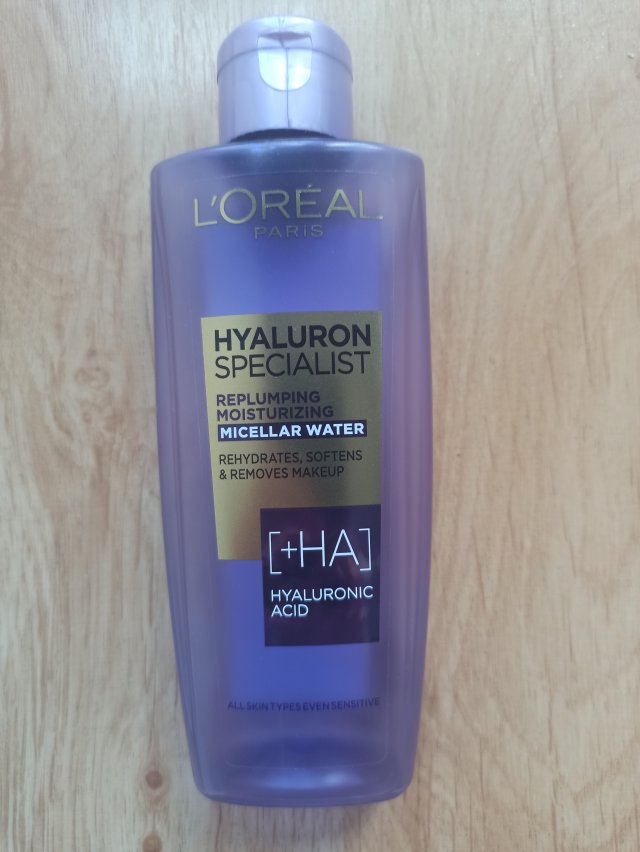 L'ORÉAL
PARIS
HYALURON
SPECIALIST
REPLUMPING
MOISTURIZING
MICELLAR WATER
REHYDRATES, SOFTENS
& REMOVES MAKEUP
[+HA]
HYALURONIC
ACID
ALL SKIN TYPES EVEN SENSITIVE